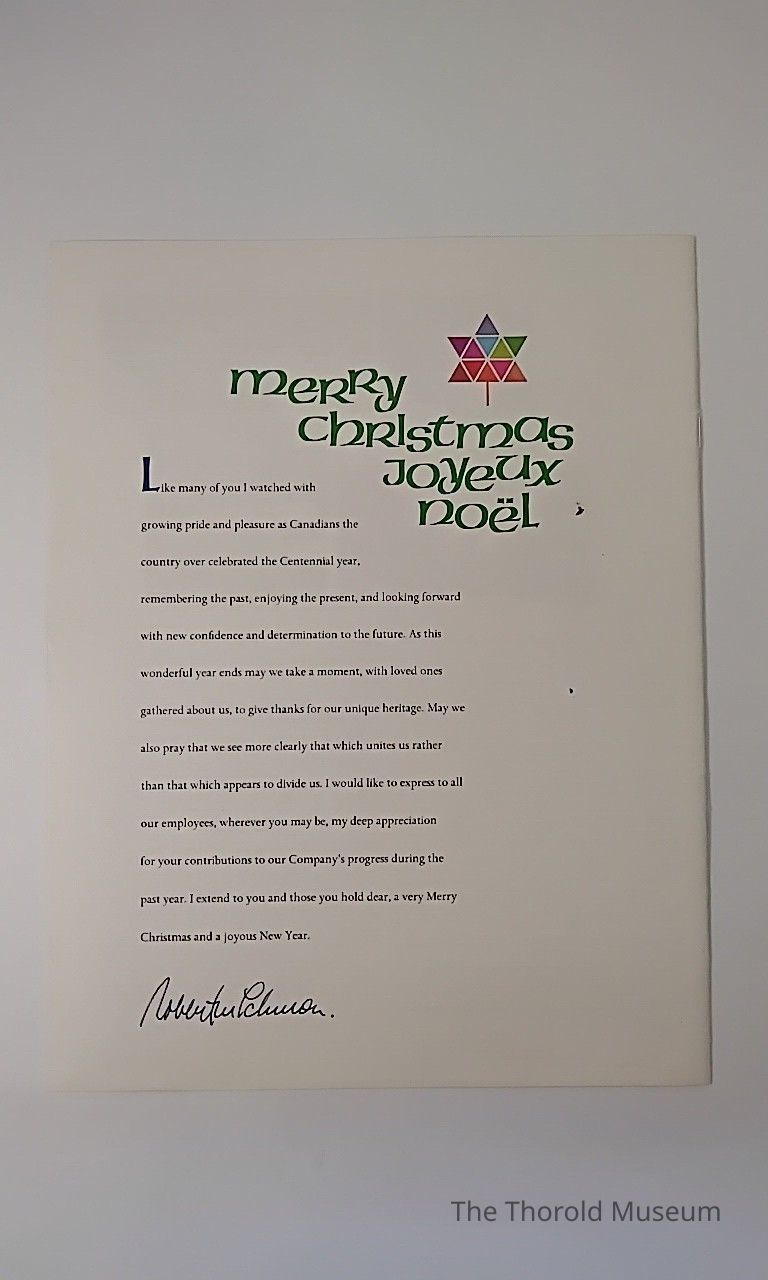 merry
christmas
joyeux
noël
Like many of you I watched with
growing pride and pleasure as Canadians the
country over celebrated the Centennial year,
remembering the past, enjoying the present, and looking forward
with new confidence and determination to the future. As this
wonderful year ends may we take a moment, with loved ones
gathered about us, to give thanks for our unique heritage. May we
also pray that we see more clearly that which unites us rather
than that which appears to divide us. I would like to express to all
our employees, wherever you may be, my deep appreciation
for your contributions to our Company's progress during the
past year. I extend to you and those you hold dear, a very Merry
Christmas and a joyous New Year.
Robert
The Thorold Museum